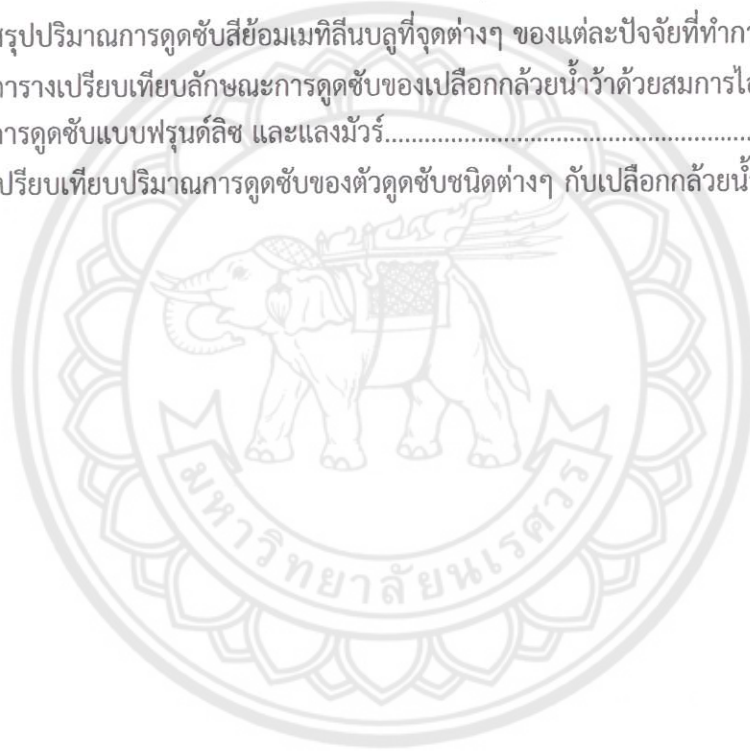 สรุปปริมาณการดูดซับสีย้อมเมทิลีนบลูที่จุดต่างๆ ของแต่ละปัจจัยที่ทำกา
ตารางเปรียบเทียบลักษณะการดูดซับของเปลือกกล้วยน้ำว้าด้วยสมการไอ
การดูดซับแบบฟรุนด์ลิช และแลงมัวร์
เปรียบเทียบปริมาณการดูดซับของตัวดูดซับชนิดต่างๆ กับเปลือกกล้วยน้ำ
มหาวิทยาลัยนเรศวร